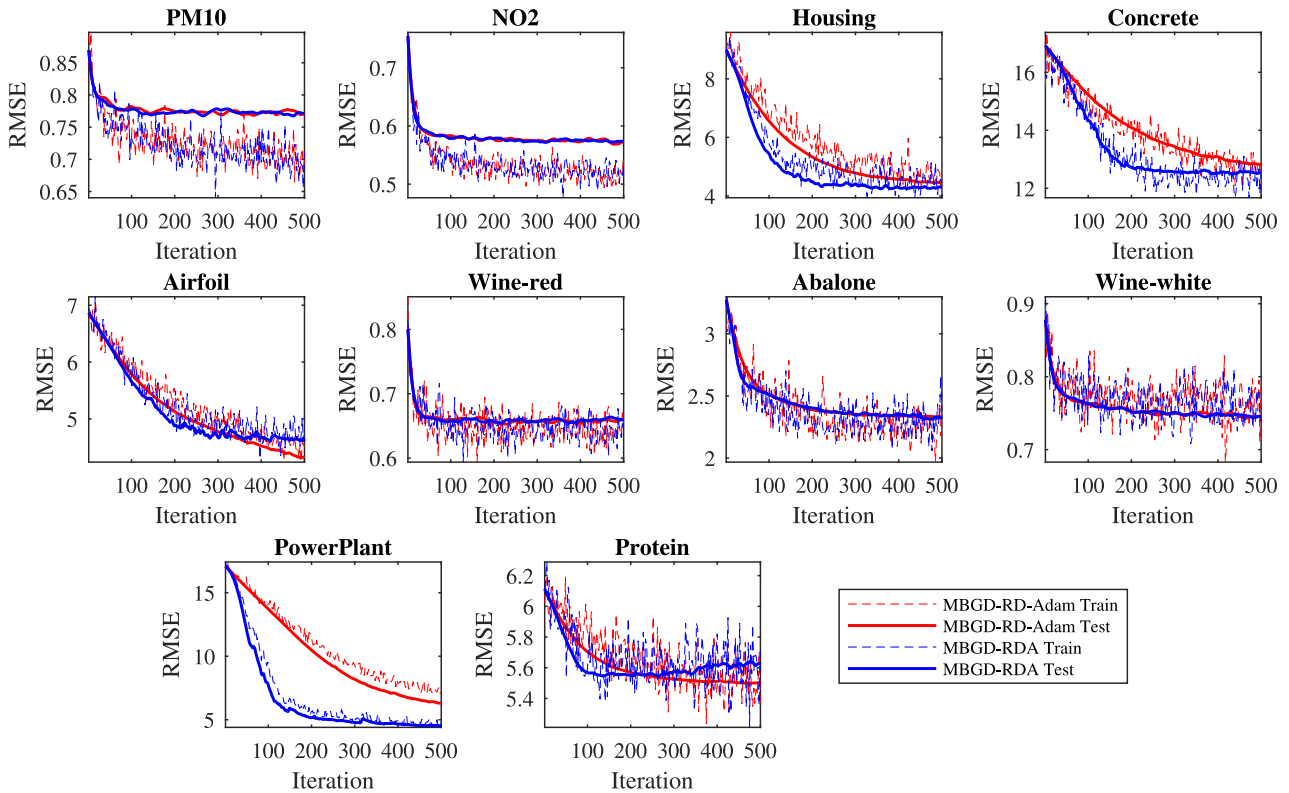 PM10
NO2
Housing
Concrete
RMSE
0.85
0.8
0.75
0.7
0.65
100 200 300 400 500
Iteration
RMSE
0.7
0.6
0.5
100 200 300 400 500
Iteration
RMSE
8
6
4
100 200 300 400 500
Iteration
RMSE
16
14
12
100 200 300 400 500
Iteration
Airfoil
Wine-red
Abalone
Wine-white
RMSE
7
6
5
100 200 300 400 500
Iteration
RMSE
0.8
0.7
0.6
100 200 300 400 500
Iteration
RMSE
3
2.5
2
100 200 300 400 500
Iteration
RMSE
0.9
0.8
0.7
100 200 300 400 500
Iteration
PowerPlant
Protein
RMSE
15
10
5
100 200 300 400 500
Iteration
RMSE
6.2
6
5.8
5.6
5.4
100 200 300 400 500
Iteration
MBGD-RD-Adam Train
MBGD-RD-Adam Test
MBGD-RDA Train
MBGD-RDA Test